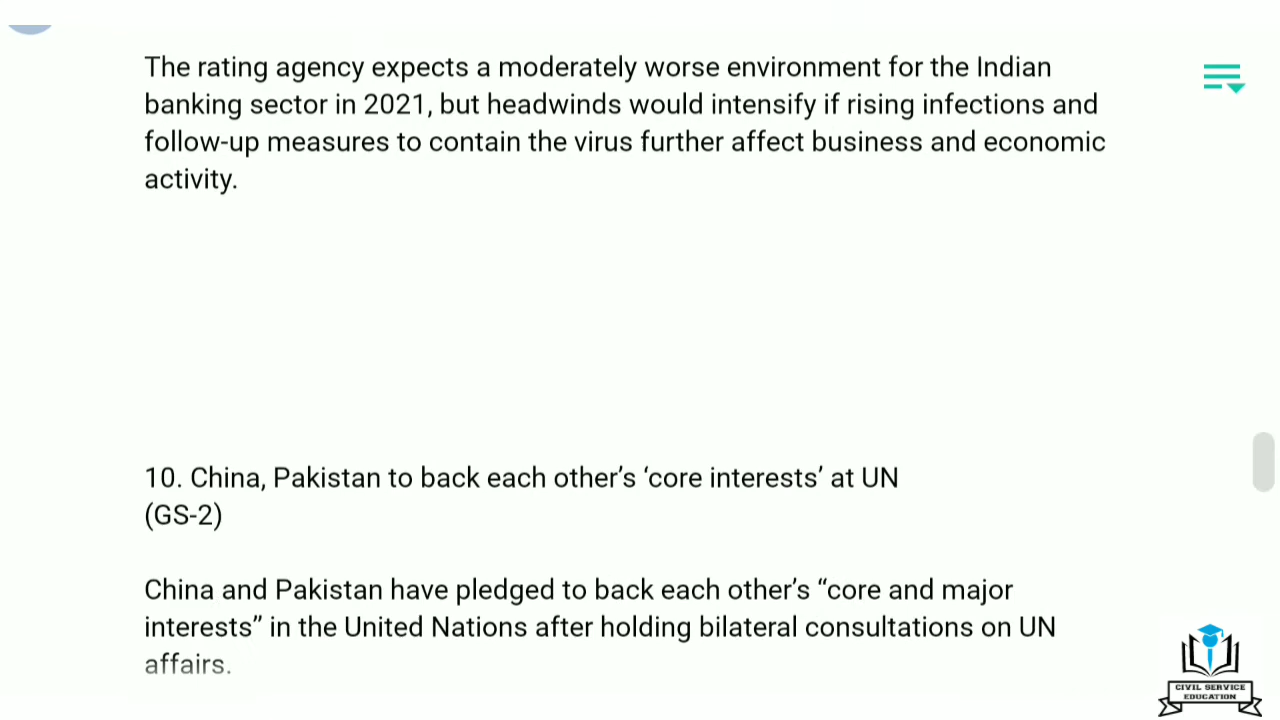 The rating agency expects a moderately worse environment for the Indian
banking sector in 2021, but headwinds would intensify if rising infections and
follow-up measures to contain the virus further affect business and economic
activity.
10. China, Pakistan to back each other’s ‘core interests’ at UN
(GS-2)
China and Pakistan have pledged to back each other’s “core and major
interests” in the United Nations after holding bilateral consultations on UN
affairs.
CIVIL SERVICE
EDUCATION